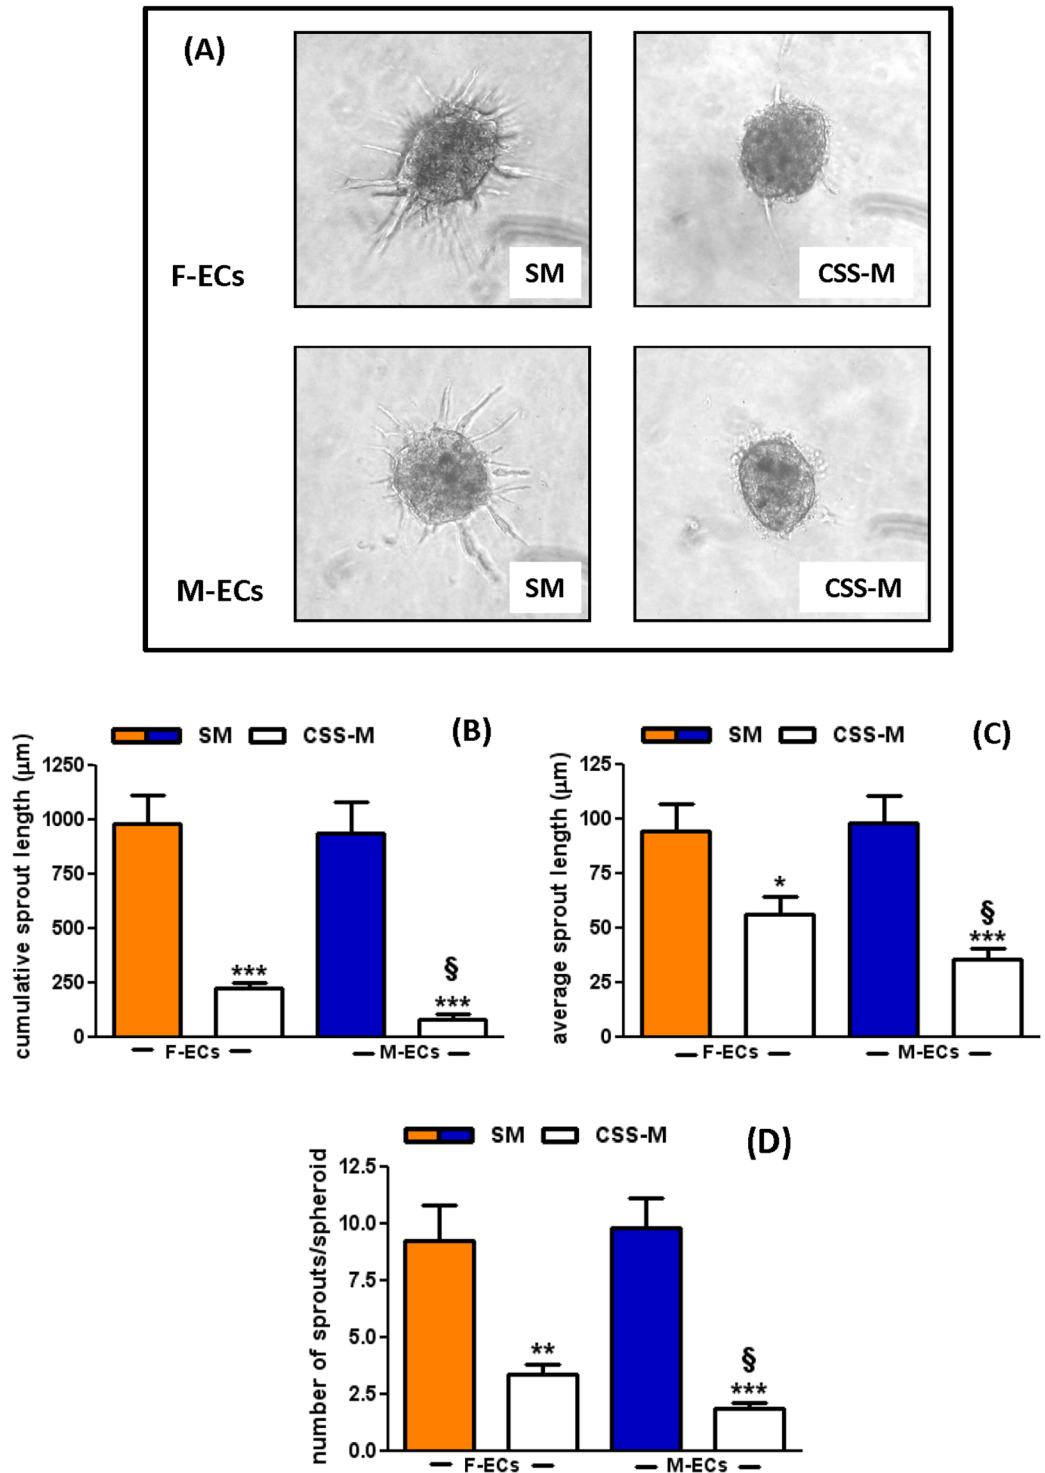 (A)
F-ECs
SM
CSS-M
M-ECs
SM
CSS-M
SM CSS-M (B)
cumulative sprout length (μm)
1250
1000
750
500
250
0
***
§
***
F-ECs M-ECs
SM CSS-M (C)
average sprout length (μm)
125
100
75
50
25
0
*
§
***
F-ECs M-ECs
SM CSS-M (D)
number of sprouts/spheroid
12.5
10.0
7.5
5.0
2.5
0.0
**
§
***
F-ECs M-ECs